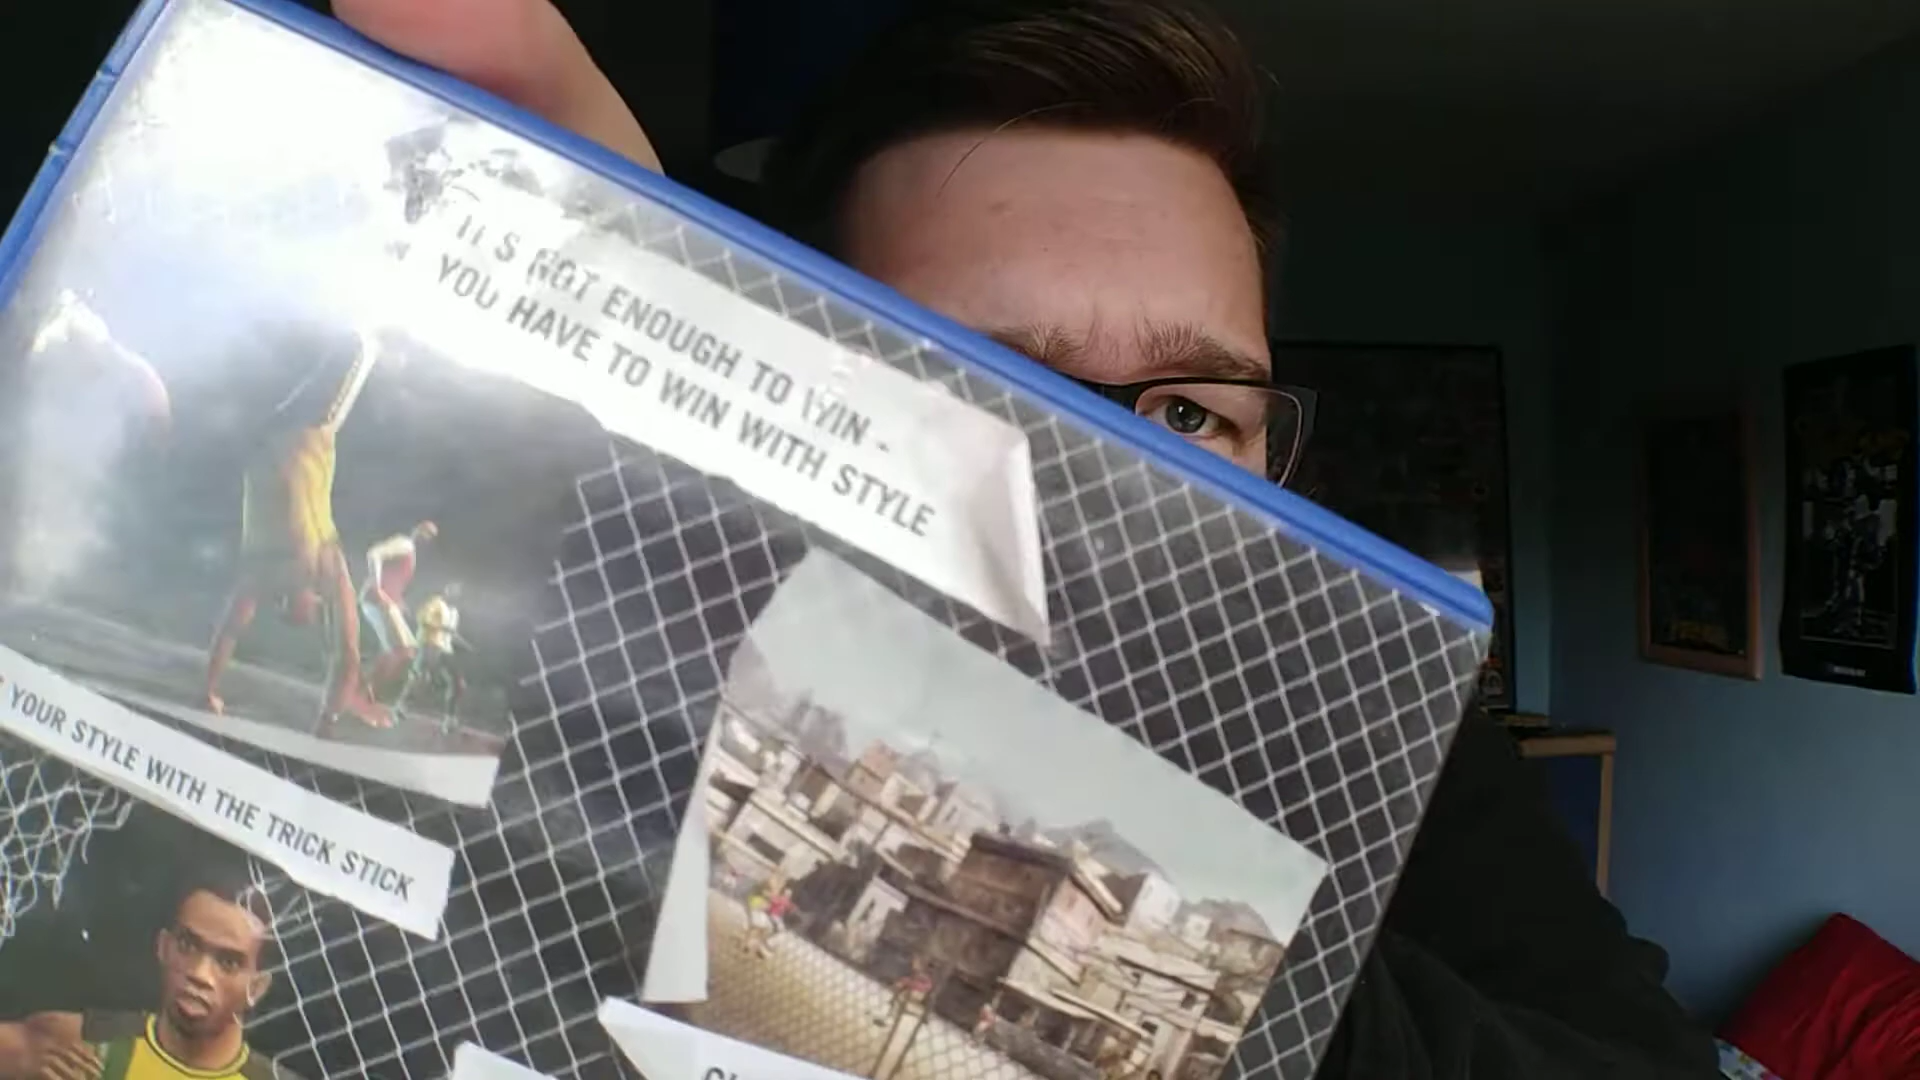 IT'S NOT ENOUGH TO WIN -
YOU HAVE TO WIN WITH STYLE
YOUR STYLE WITH THE TRICK STICK